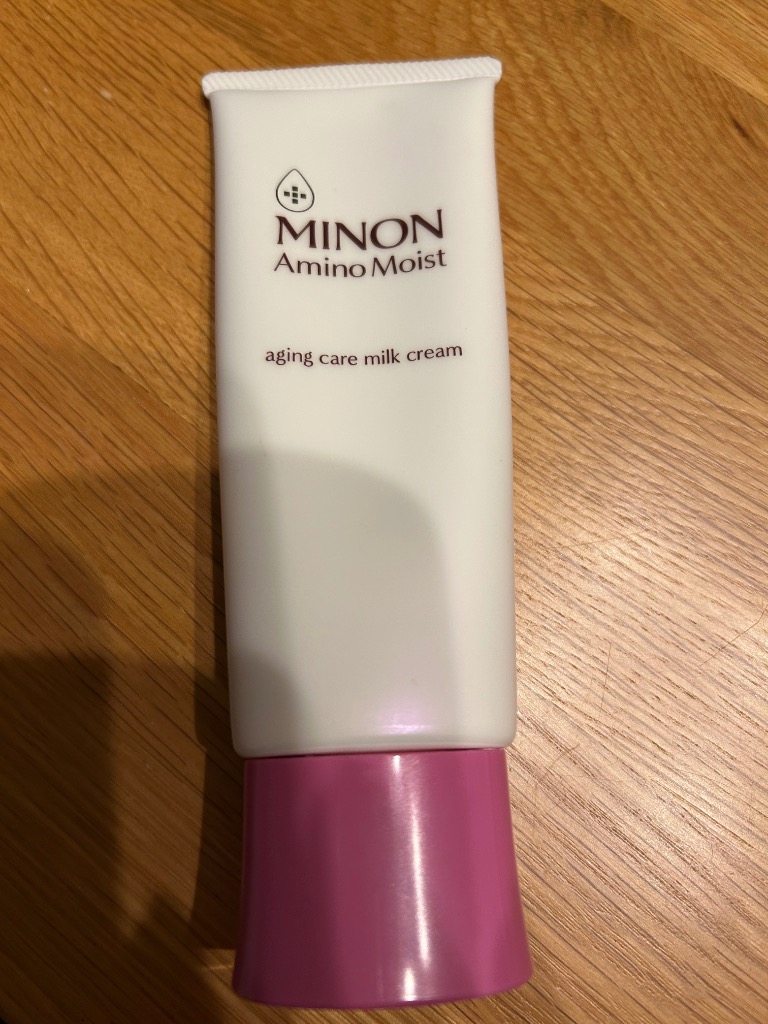 MINON
Amino Moist
aging care milk cream